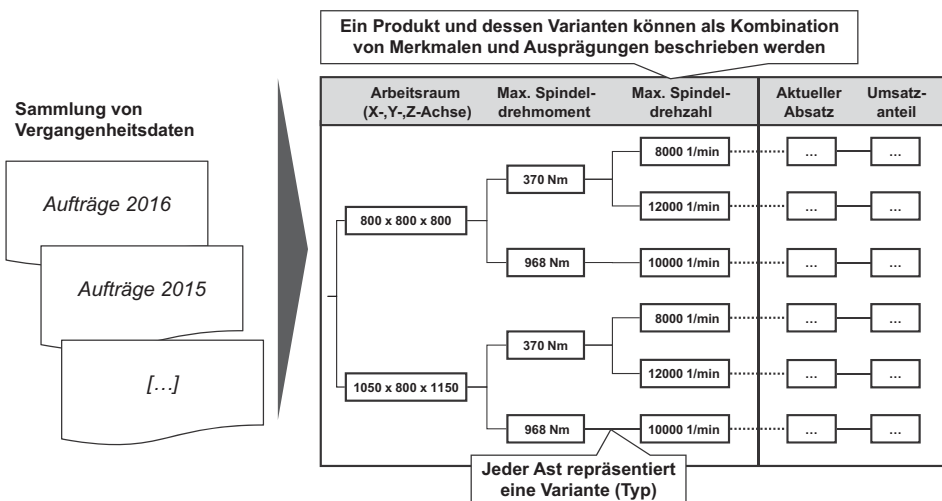 Ein Produkt und dessen Varianten können als Kombination
von Merkmalen und Ausprägungen beschrieben werden
Sammlung von
Vergangenheitsdaten
Aufträge 2016
Aufträge 2015
[…]
Arbeitsraum
(X-,Y-,Z-Achse)
Max. Spindel-
drehmoment
Max. Spindel-
drehzahl
Aktueller
Absatz
Umsatz-
anteil
800 x 800 x 800
370 Nm
8000 1/min
...
...
12000 1/min
...
...
968 Nm
10000 1/min
...
...
1050 x 800 x 1150
370 Nm
8000 1/min
...
...
12000 1/min
...
...
968 Nm
10000 1/min
...
...
Jeder Ast repräsentiert
eine Variante (Typ)